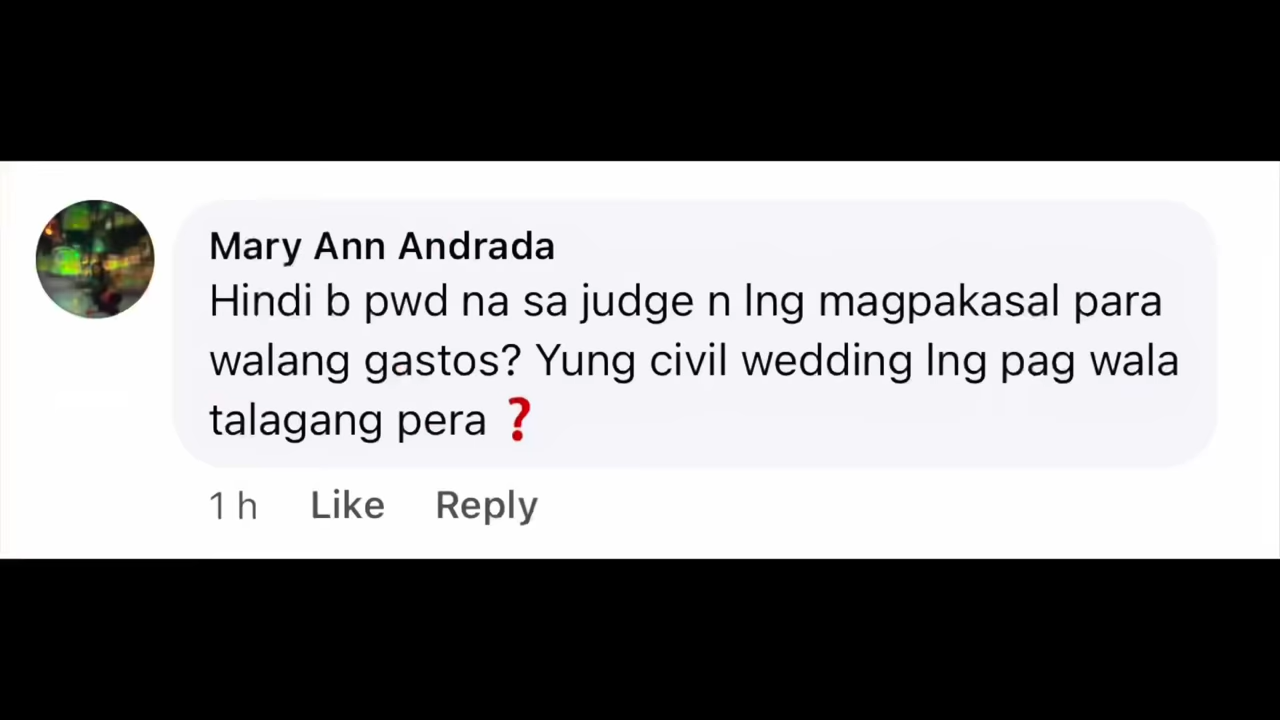 Mary Ann Andrada
Hindi b pwd na sa judge n lng magpakasal para
walang gastos? Yung civil wedding lng pag wala
talagang pera ❓
1 h Like Reply